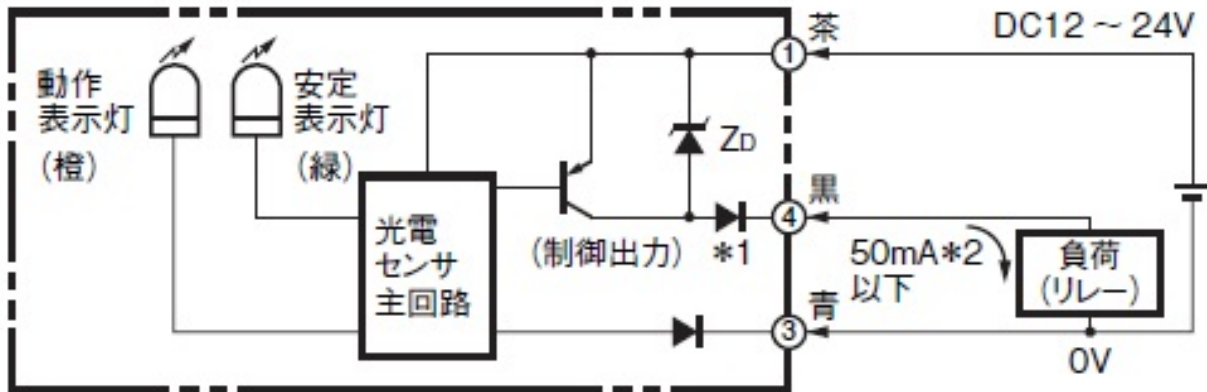 動作
表示灯
(橙)
安定
表示灯
(緑)
光電
センサ
主回路
(制御出力)
ZD
*1
① 茶
④ 黒
③ 青
DC12 ~ 24V
50mA*2
以下
負荷
(リレー)
0V